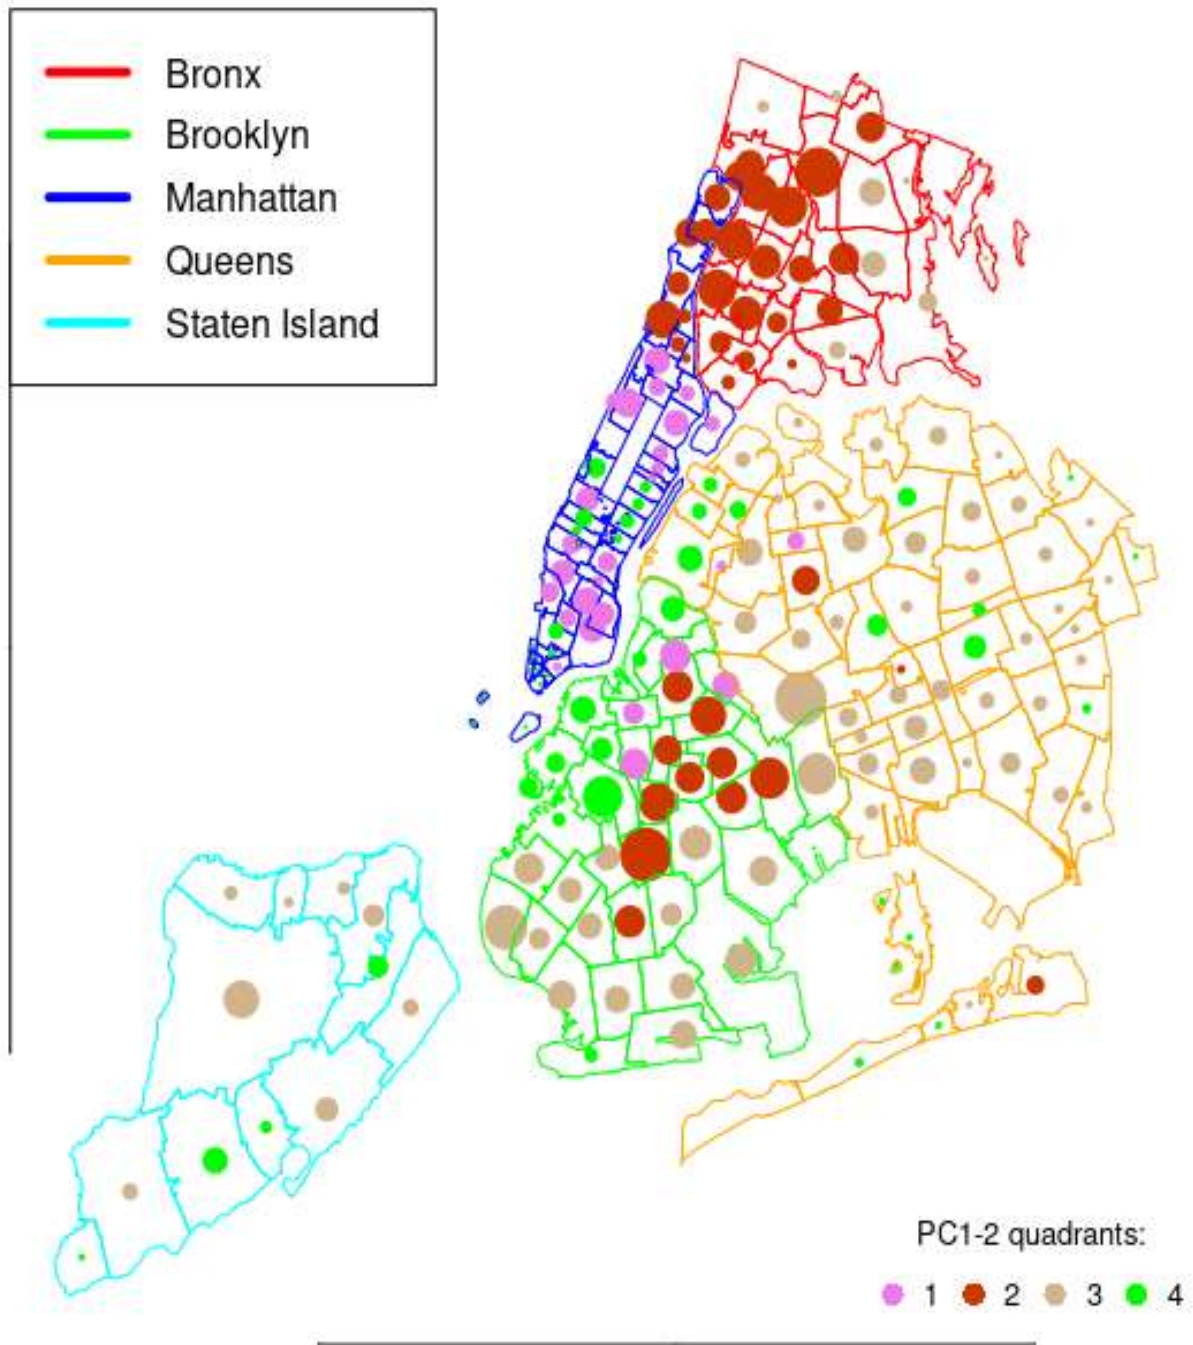 Bronx
Brooklyn
Manhattan
Queens
Staten Island
PC1-2 quadrants:
1 2 3 4